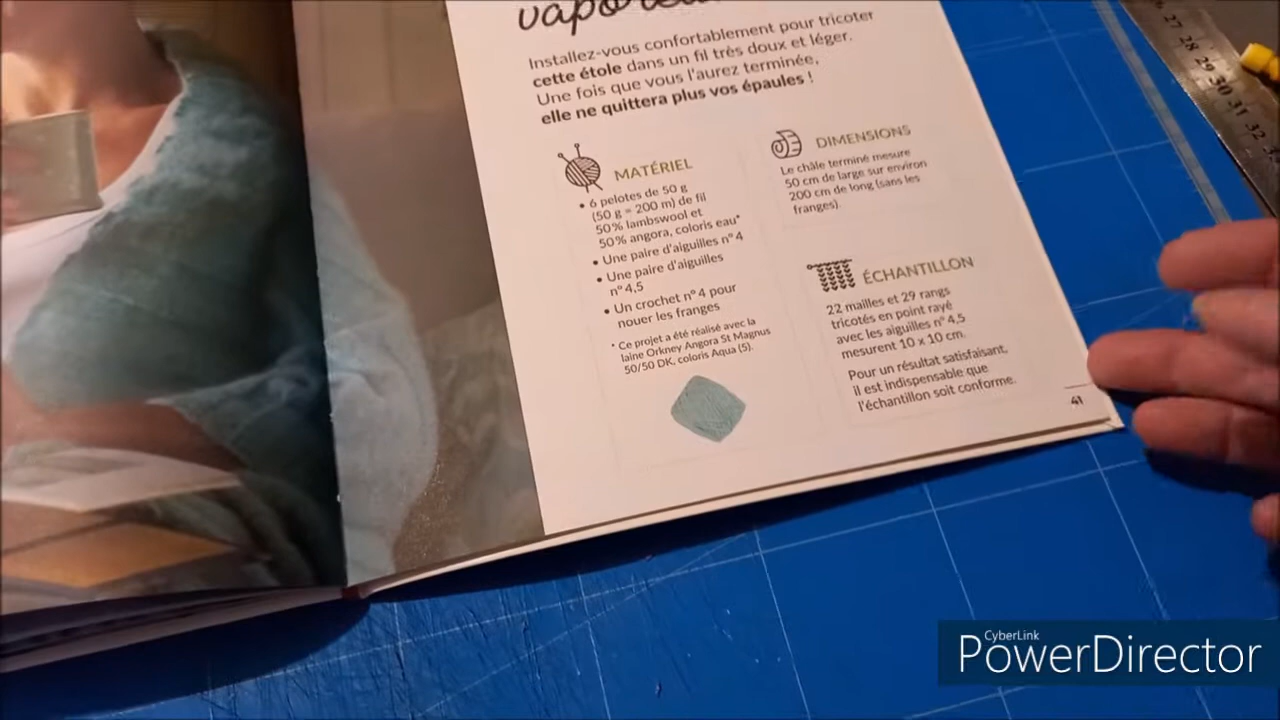 Installez-vous confortablement pour tricoter
cette étole dans un fil très doux et léger.
Une fois que vous l'aurez terminée,
elle ne quittera plus vos épaules !
MATÉRIEL
• 6 pelotes de 50 g
(50 g = 200 m) de fil
50 % lambswool et
50 % angora, coloris eau*
• Une paire d'aiguilles n° 4
• Une paire d'aiguilles
n° 4,5
• Un crochet n° 4 pour
nouer les franges
* Ce projet a été réalisé avec la
laine Orkney Angora St Magnus
50/50 DK, coloris Aqua (5).
DIMENSIONS
Le châle terminé mesure
50 cm de large sur environ
200 cm de long (sans les
franges).
ÉCHANTILLON
22 mailles et 29 rangs
tricotés en point rayé
avec les aiguilles n° 4,5
mesurent 10 x 10 cm.
Pour un résultat satisfaisant,
il est indispensable que
l'échantillon soit conforme.
41
27 28 29 30 31 32
CyberLink
PowerDirector